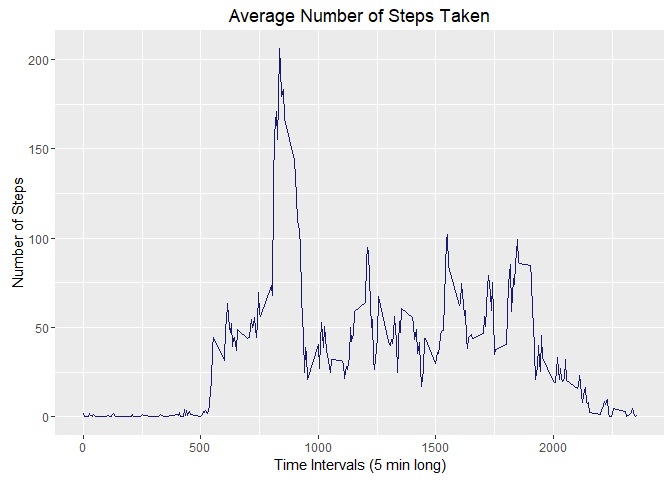 Average Number of Steps Taken
Number of Steps
200
150
100
50
0
0 500 1000 1500 2000
Time Intervals (5 min long)